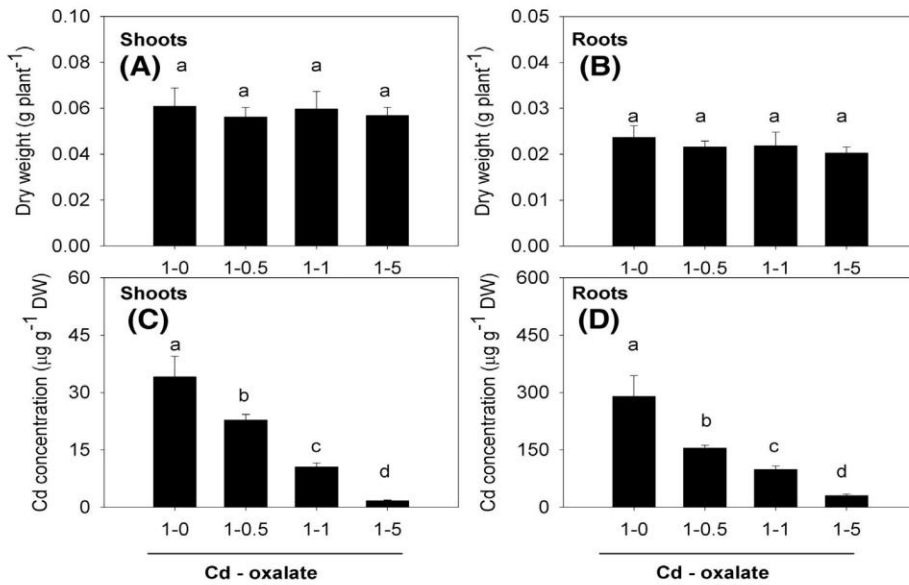 Shoots
(A)
Dry weight (g plant⁻¹)
0.10
0.08
0.06
0.04
0.02
0.00
a a a a
1-0 1-0.5 1-1 1-5
Roots
(B)
Dry weight (g plant⁻¹)
0.05
0.04
0.03
0.02
0.01
0.00
a a a a
1-0 1-0.5 1-1 1-5
Shoots
(C)
Cd concentration (µg g⁻¹ DW)
60
45
30
15
0
a
b
c
d
1-0 1-0.5 1-1 1-5
Cd - oxalate
Roots
(D)
Cd concentration (µg g⁻¹ DW)
600
450
300
150
0
a
b
c
d
1-0 1-0.5 1-1 1-5
Cd - oxalate